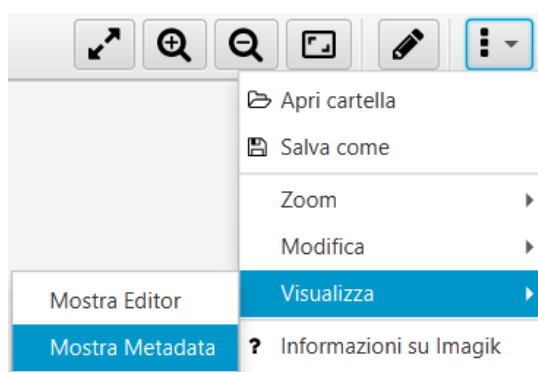 Apri cartella
Salva come
Zoom
Modifica
Visualizza
Mostra Editor
Mostra Metadata
? Informazioni su Imagik